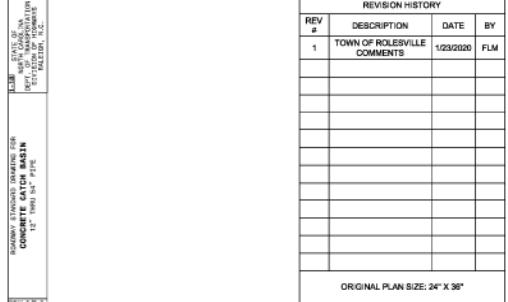 STATE OF
NORTH CAROLINA
DEPT. OF TRANSPORTATION
DIVISION OF HIGHWAYS
RALEIGH, N.C.
ROADWAY STANDARD DRAWING FOR
CONCRETE CATCH BASIN
12" THRU 54" PIPE
REVISION HISTORY
REV # DESCRIPTION DATE BY
1 TOWN OF ROLESVILLE COMMENTS 1/23/2020 FLM
ORIGINAL PLAN SIZE: 24" X 36"